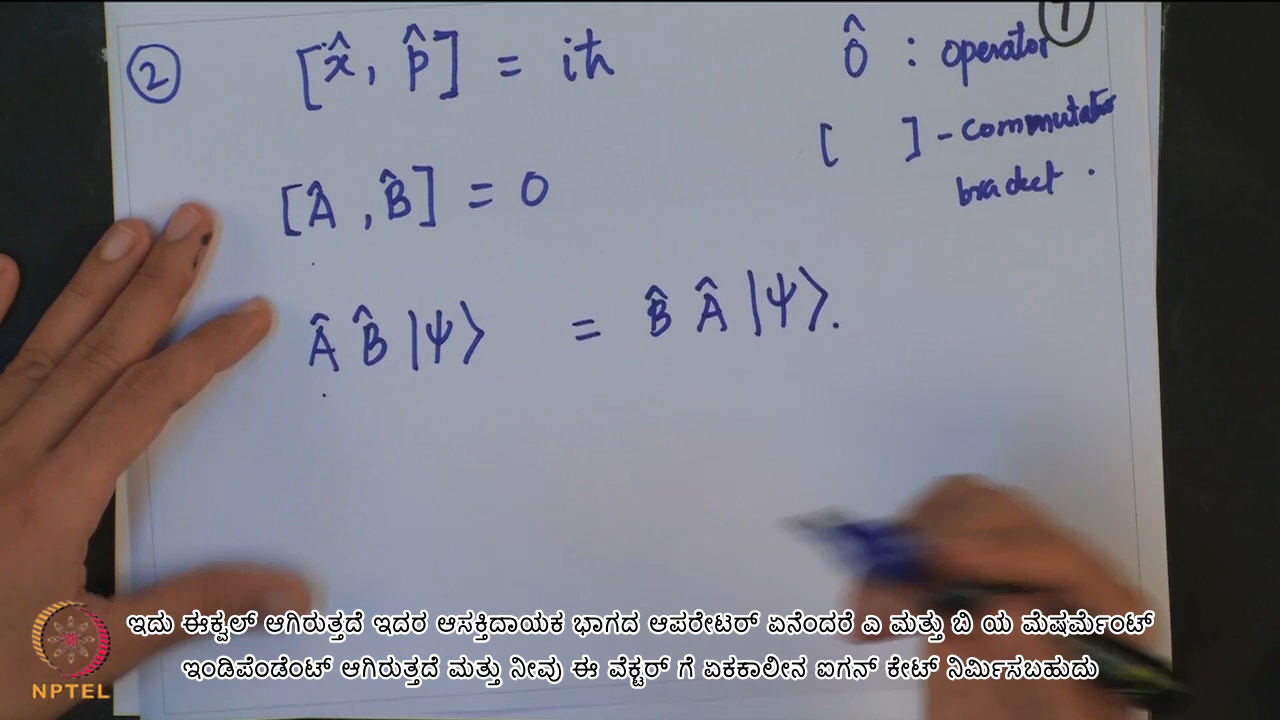 ② [x̂, p̂] = iħ
Ô : operator
[ ] - commutator
bracket .
[Â , B̂] = 0
Â B̂ |ψ⟩ = B̂ Â |ψ⟩.
ಇದು ಈಕ್ವಲ್ ಆಗಿರುತ್ತದೆ ಇದರ ಆಸಕ್ತಿದಾಯಕ ಭಾಗದ ಆಪರೇಟರ್ ಏನೆಂದರೆ ಎ ಮತ್ತು ಬಿ ಯ ಮೆಷರ್ಮೆಂಟ್
ಇಂಡಿಪೆಂಡೆಂಟ್ ಆಗಿರುತ್ತದೆ ಮತ್ತು ನೀವು ಈ ವೆಕ್ಟರ್ ಗೆ ಏಕಕಾಲೀನ ಐಗನ್ ಕೇಟ್ ನಿರ್ಮಿಸಬಹುದು
NPTEL